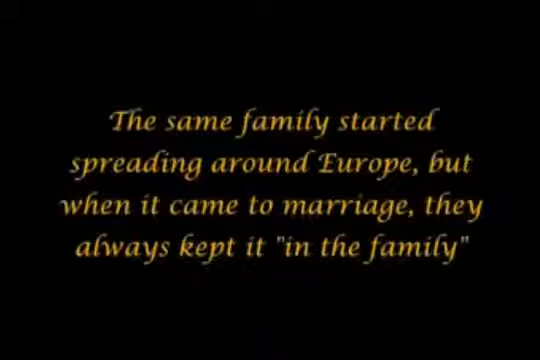 The same family started
spreading around Europe, but
when it came to marriage, they
always kept it "in the family"